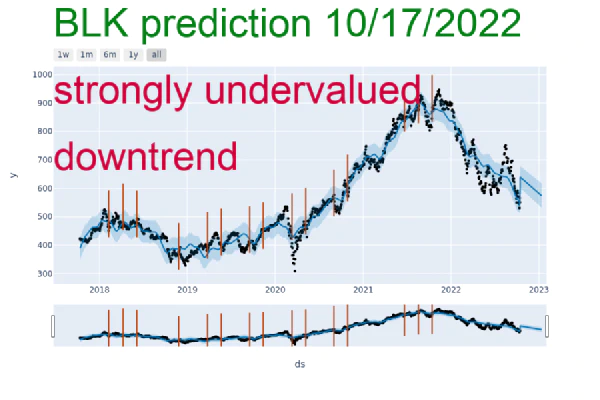 BLK prediction 10/17/2022
1w 1m 6m 1y all
strongly undervalued
downtrend
1000
900
800
700
600
500
400
300
y
2018 2019 2020 2021 2022 2023
ds